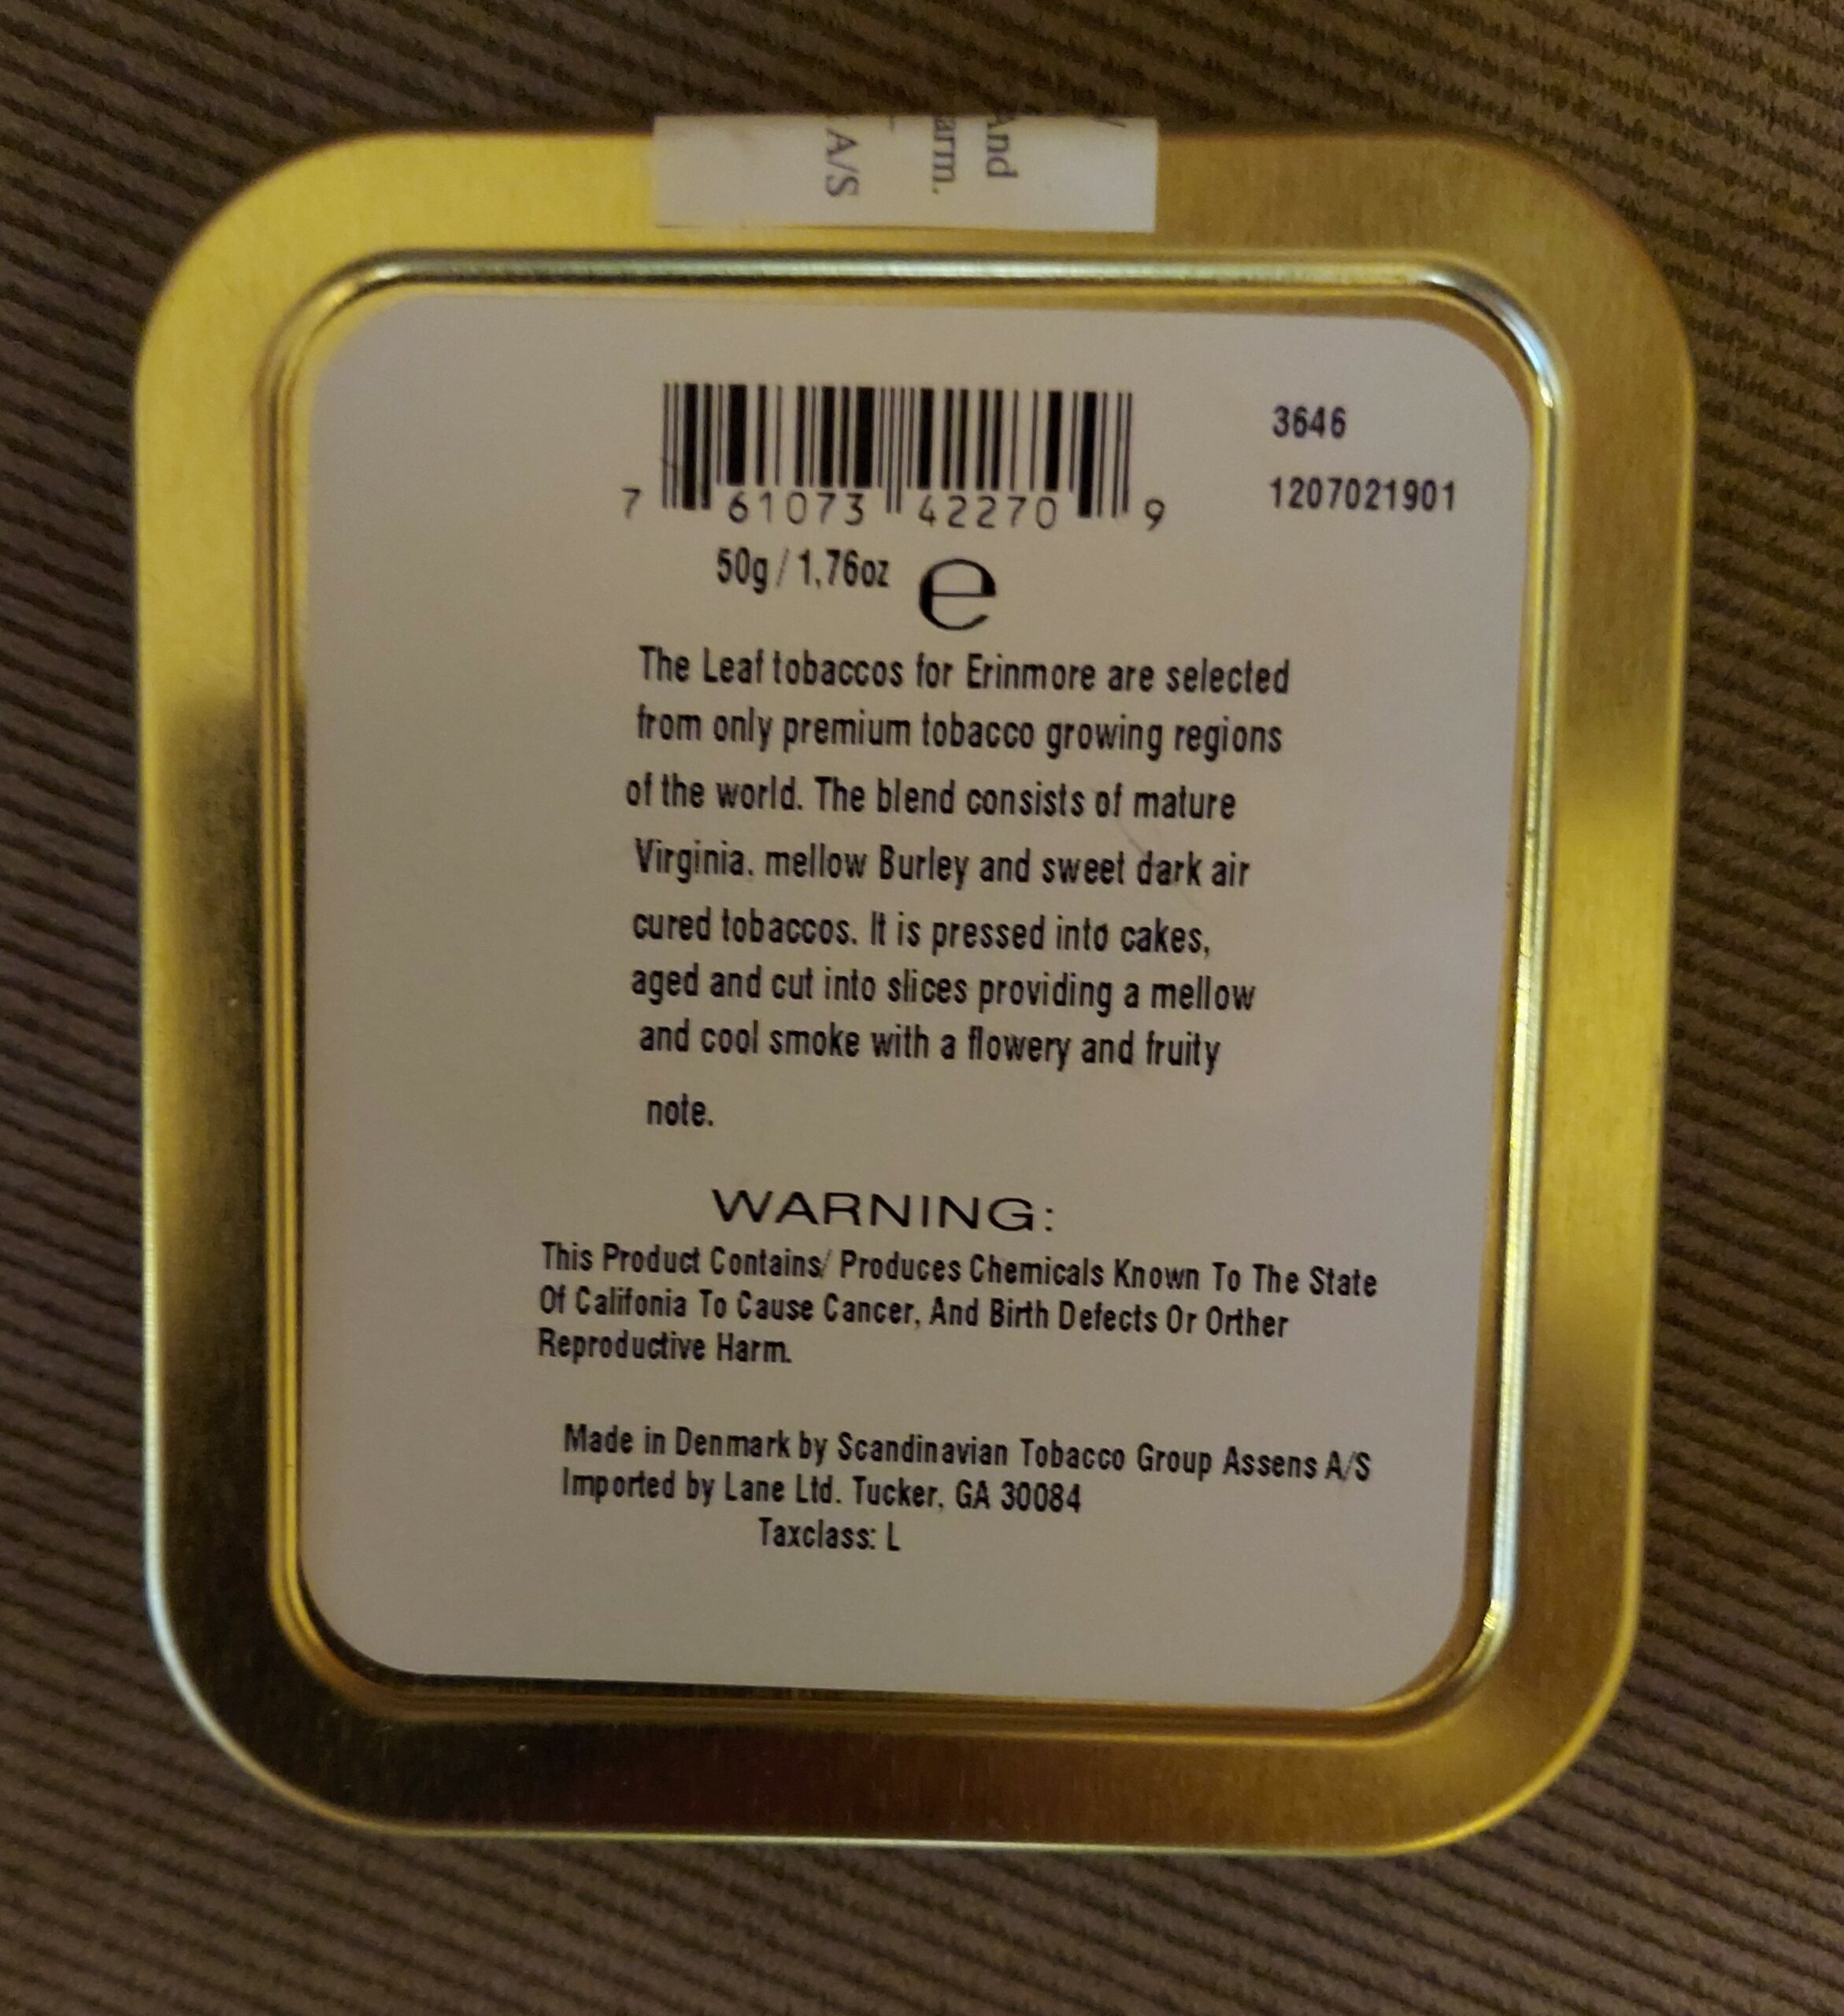 And
arm.
A/S
3646
1207021901
7 61073 42270 9
50g / 1,76oz e
The Leaf tobaccos for Erinmore are selected
from only premium tobacco growing regions
of the world. The blend consists of mature
Virginia. mellow Burley and sweet dark air
cured tobaccos. It is pressed into cakes,
aged and cut into slices providing a mellow
and cool smoke with a flowery and fruity
note.
WARNING:
This Product Contains/ Produces Chemicals Known To The State
Of Califonia To Cause Cancer, And Birth Defects Or Orther
Reproductive Harm.
Made in Denmark by Scandinavian Tobacco Group Assens A/S
Imported by Lane Ltd. Tucker, GA 30084
Taxclass: L